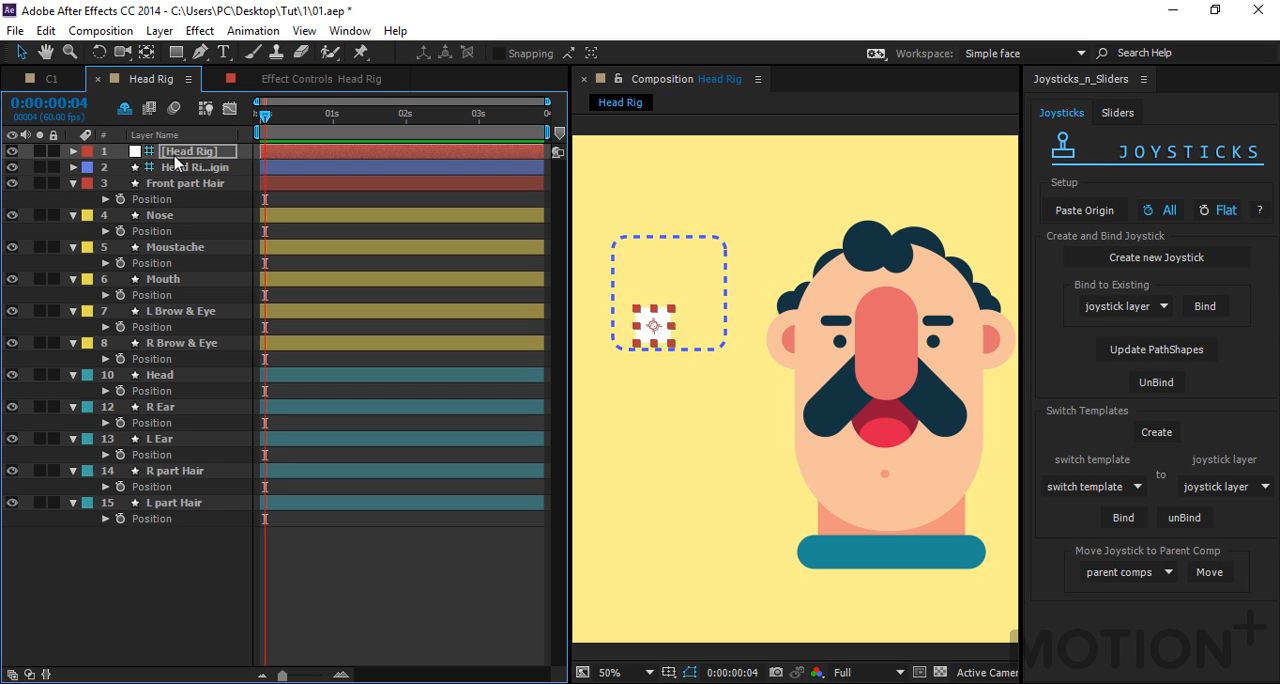 Adobe After Effects CC 2014 - C:\Users\PC\Desktop\Tut\1\01.aep *
File Edit Composition Layer Effect Animation View Window Help
Snapping Workspace: Simple face Search Help
C1 Head Rig Effect Controls Head Rig
Composition Head Rig
Joysticks_n_Sliders
0:00:00:04
00004 (60.00 fps)
Head Rig
01s 02s 03s
# Layer Name
1 [Head Rig]
2 Head Ri...igin
3 Front part Hair
Position
4 Nose
Position
5 Moustache
Position
6 Mouth
Position
7 L Brow & Eye
Position
8 R Brow & Eye
Position
10 Head
Position
12 R Ear
Position
13 L Ear
Position
14 R part Hair
Position
15 L part Hair
Position
50% 0:00:00:04 Full Active Camer
Joysticks Sliders
JOYSTICKS
Setup
Paste Origin All Flat ?
Create and Bind Joystick
Create new Joystick
Bind to Existing
joystick layer Bind
Update PathShapes
UnBind
Switch Templates
Create
switch template joystick layer
to
switch template joystick layer
Bind unBind
Move Joystick to Parent Comp
parent comps Move
MOTION+